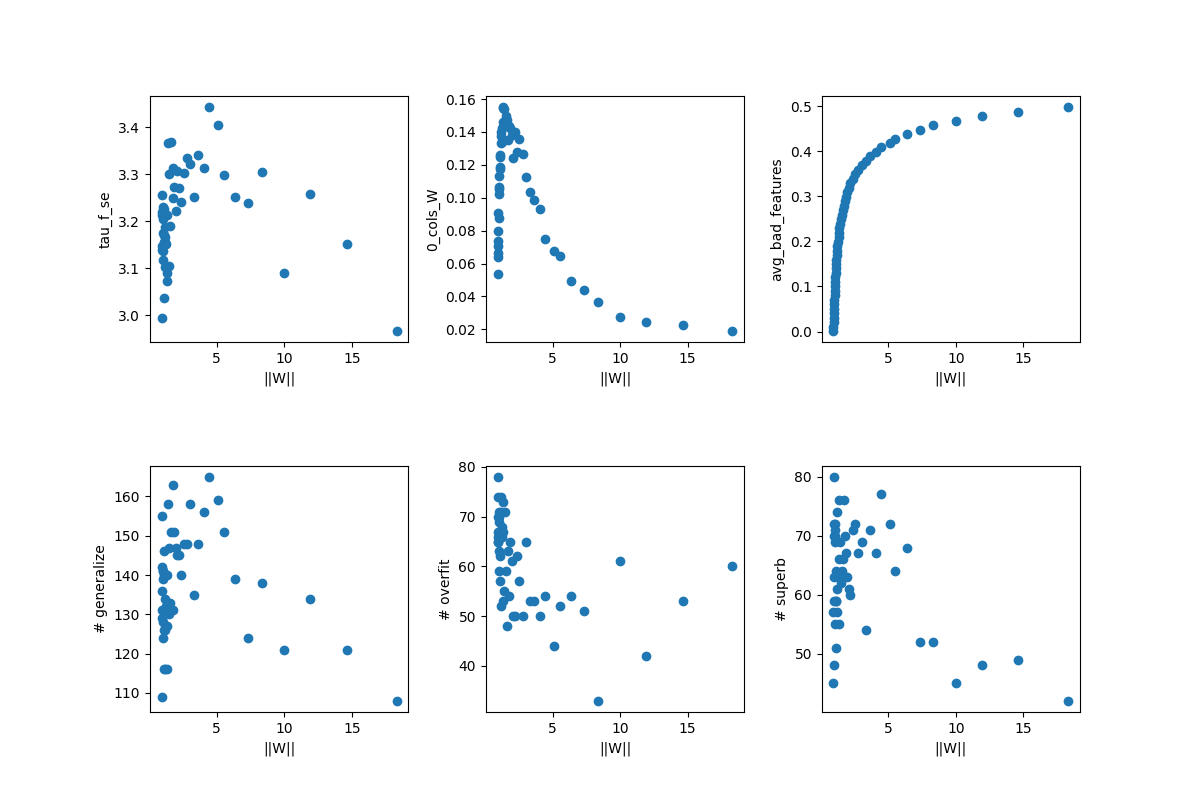 tau_f_se
3.4
3.3
3.2
3.1
3.0
5 10 15
||W||
0_cols_W
0.16
0.14
0.12
0.10
0.08
0.06
0.04
0.02
5 10 15
||W||
avg_bad_features
0.5
0.4
0.3
0.2
0.1
0.0
5 10 15
||W||
# generalize
160
150
140
130
120
110
5 10 15
||W||
# overfit
80
70
60
50
40
5 10 15
||W||
# superb
80
70
60
50
5 10 15
||W||